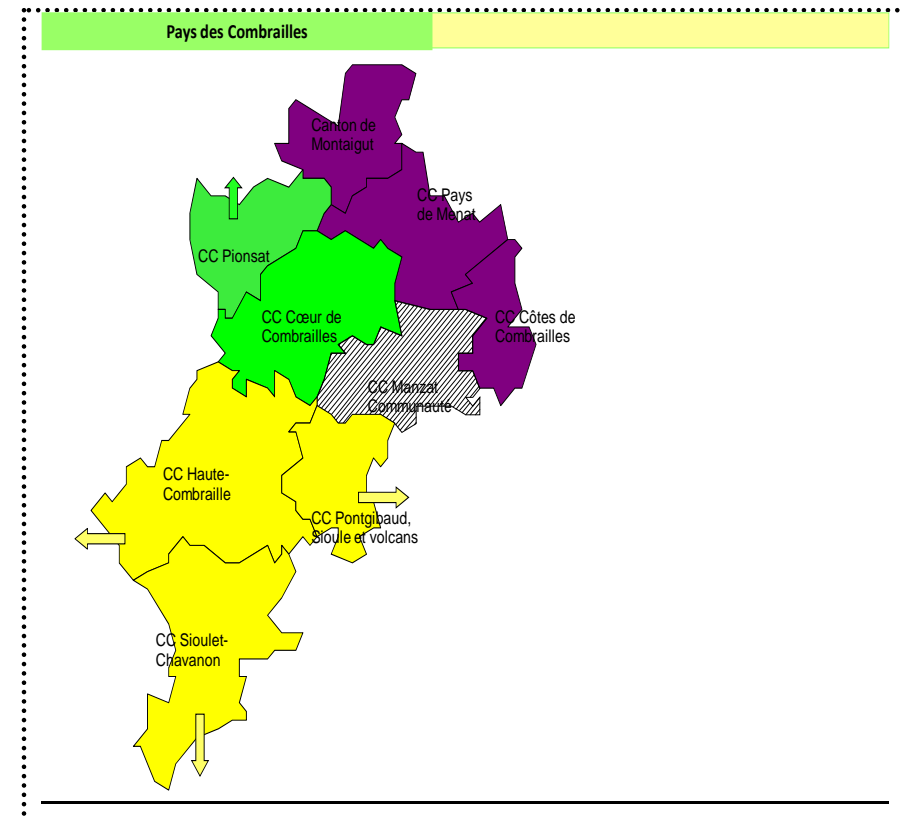 Pays des Combrailles
Canton de
Montaigut
CC Pays
de Menat
CC Pionsat
CC Cœur de
Combrailles
CC Côtes de
Combrailles
CC Manzat
Communauté
CC Haute-
Combraille
CC Pontgibaud,
Sioule et volcans
CC Sioulet-
Chavanon